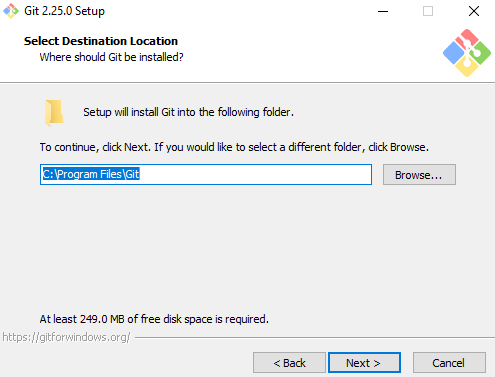 Git 2.25.0 Setup
Select Destination Location
Where should Git be installed?
Setup will install Git into the following folder.
To continue, click Next. If you would like to select a different folder, click Browse.
C:\Program Files\Git
Browse...
At least 249.0 MB of free disk space is required.
https://gitforwindows.org/
< Back
Next >
Cancel